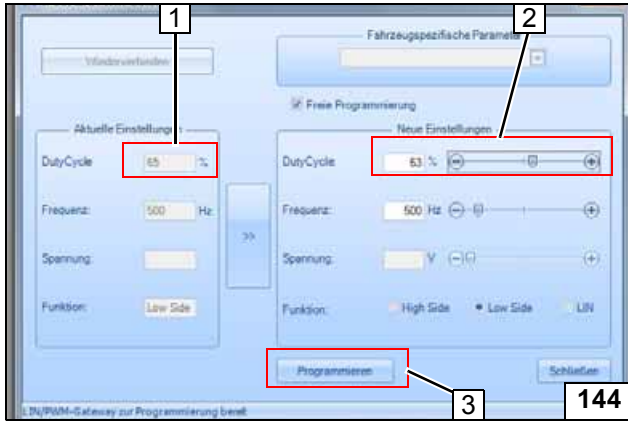 1
2
Fahrzeugspezifische Parameter
Wiederverbinden
Freie Programmierung
Aktuelle Einstellungen
DutyCycle 65 %
Frequenz: 500 Hz
Spannung:
Funktion: Low Side
>>
Neue Einstellungen
DutyCycle 63 %
Frequenz: 500 Hz
Spannung: V
Funktion: High Side Low Side LIN
Programmieren
Schließen
3
144
LIN/PWM-Gateway zur Programmierung bereit